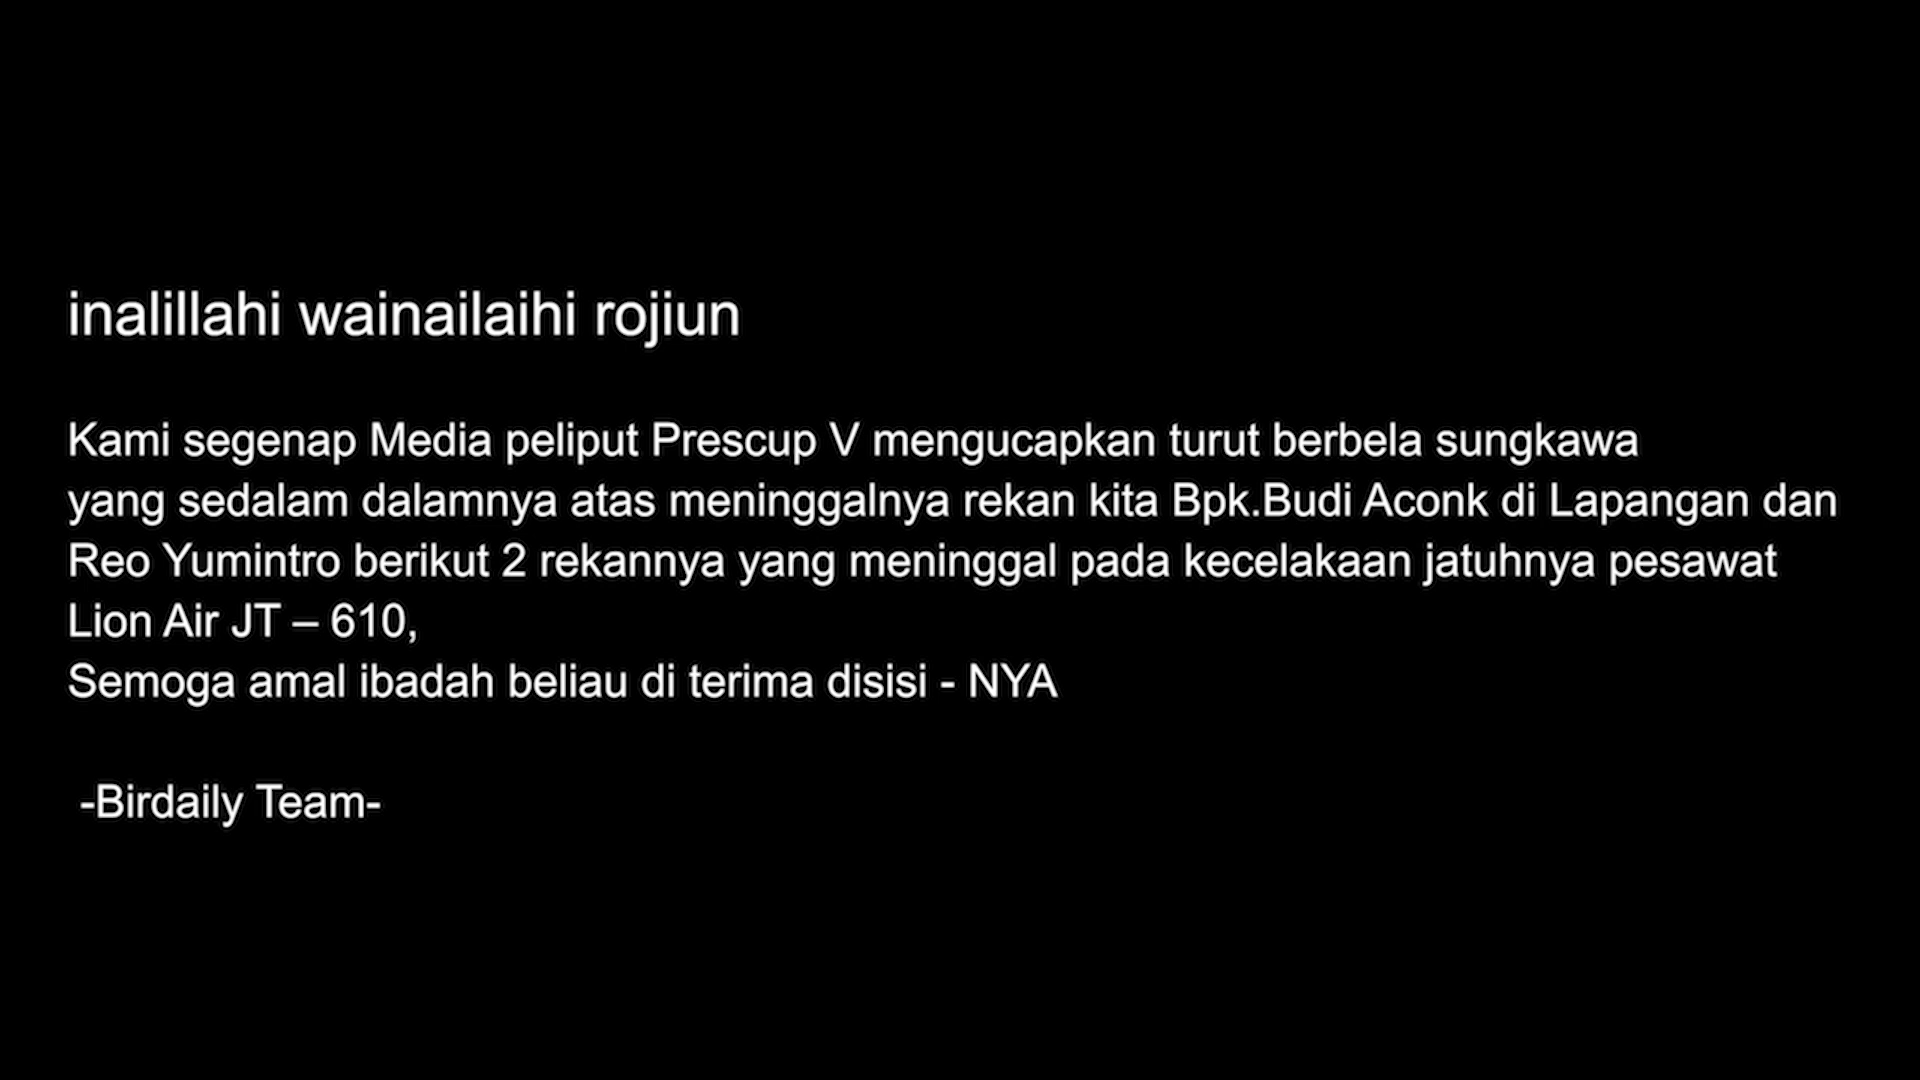 inalillahi wainailaihi rojiun
Kami segenap Media peliput Prescup V mengucapkan turut berbela sungkawa
yang sedalam dalamnya atas meninggalnya rekan kita Bpk.Budi Aconk di Lapangan dan
Reo Yumintro berikut 2 rekannya yang meninggal pada kecelakaan jatuhnya pesawat
Lion Air JT – 610,
Semoga amal ibadah beliau di terima disisi - NYA
-Birdaily Team-